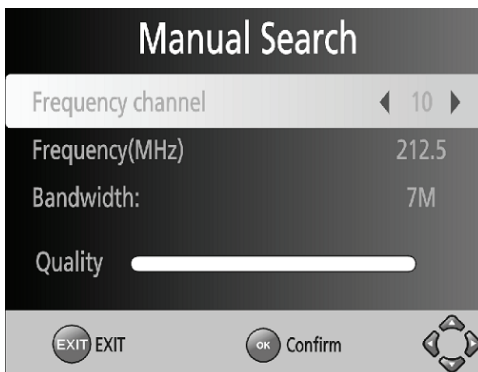 Manual Search
Frequency channel 10
Frequency(MHz) 212.5
Bandwidth: 7M
Quality
EXIT EXIT OK Confirm